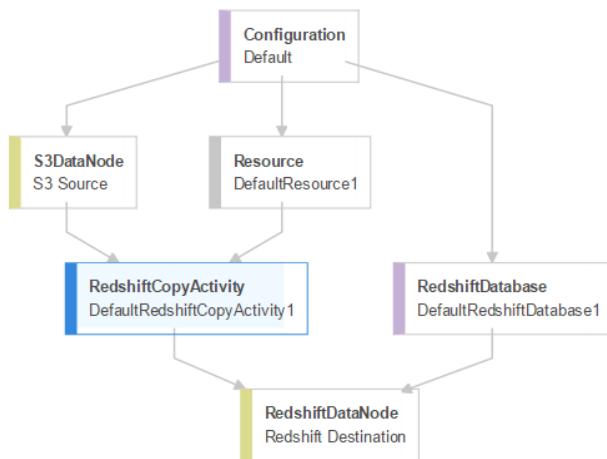 Configuration
Default
S3DataNode
S3 Source
Resource
DefaultResource1
RedshiftCopyActivity
DefaultRedshiftCopyActivity1
RedshiftDatabase
DefaultRedshiftDatabase1
RedshiftDataNode
Redshift Destination